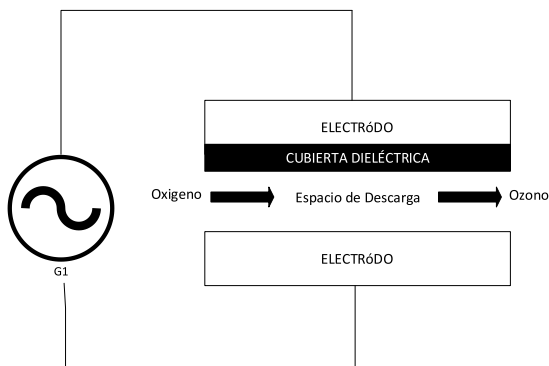 ELECTRóDO
CUBIERTA DIELÉCTRICA
Oxigeno
Espacio de Descarga
Ozono
ELECTRóDO
G1